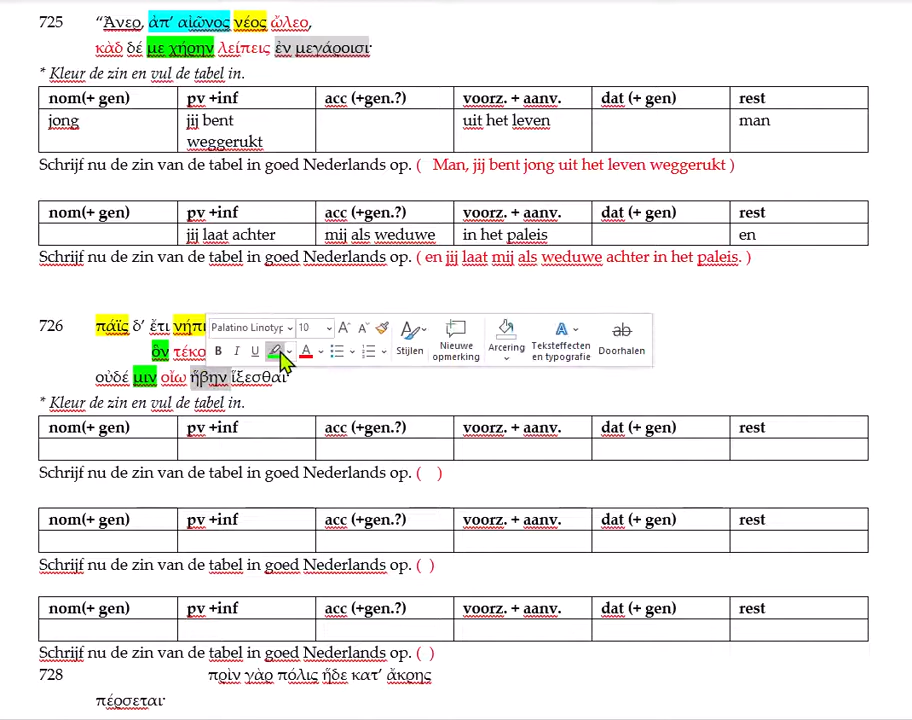 725 “Ἆνερ, ἀπ’ αἰῶνος νέος ὤλεο,
κὰδ δέ με χήρην λείπεις ἐν μεγάροισι·
* Kleur de zin en vul de tabel in.
nom(+ gen) pv +inf acc (+gen.?) voorz. + aanv. dat (+ gen) rest
jong jij bent uit het leven man
weggerukt
Schrijf nu de zin van de tabel in goed Nederlands op. ( Man, jij bent jong uit het leven weggerukt )
nom(+ gen) pv +inf acc (+gen.?) voorz. + aanv. dat (+ gen) rest
jij laat achter mij als weduwe in het paleis en
Schrijf nu de zin van de tabel in goed Nederlands op. ( en jij laat mij als weduwe achter in het paleis. )
726 πάϊς δ’ ἔτι νήπι
Palatino Linotyp 10
B I U A Stijlen Nieuwe opmerking Arcering Teksteffecten en typografie ab Doorhalen
ὃν τέκο
οὐδέ μιν οἴω ἥβην ἵξεσθαι·
* Kleur de zin en vul de tabel in.
nom(+ gen) pv +inf acc (+gen.?) voorz. + aanv. dat (+ gen) rest
Schrijf nu de zin van de tabel in goed Nederlands op. ( )
nom(+ gen) pv +inf acc (+gen.?) voorz. + aanv. dat (+ gen) rest
Schrijf nu de zin van de tabel in goed Nederlands op. ( )
nom(+ gen) pv +inf acc (+gen.?) voorz. + aanv. dat (+ gen) rest
Schrijf nu de zin van de tabel in goed Nederlands op. ( )
728 πρὶν γὰρ πόλις ἥδε κατ’ ἄκρης
πέρσεται·